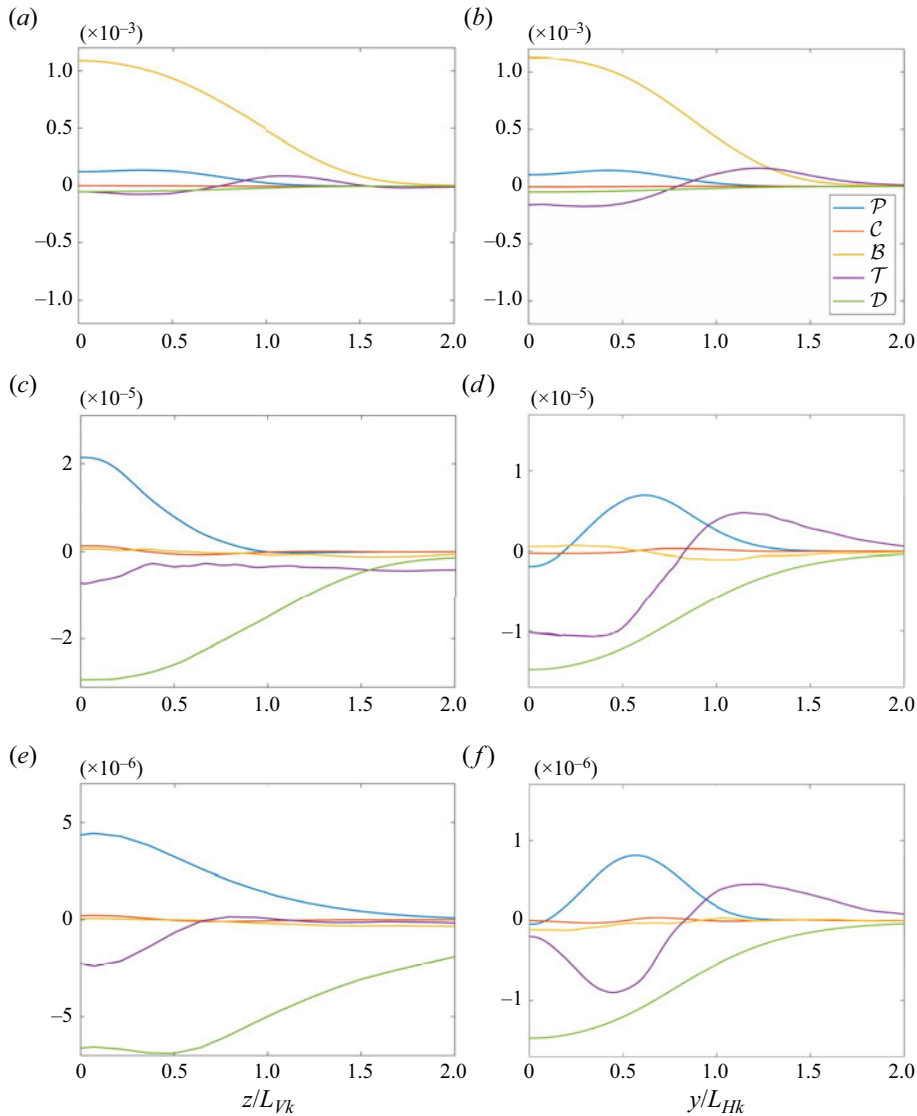 (a) (b)
(×10⁻³) (×10⁻³)
1.0 1.0
0.5 0.5
0 0
–0.5 –0.5
–1.0 –1.0
𝒫
𝒞
ℬ
𝒯
𝒟
0 0.5 1.0 1.5 2.0 0 0.5 1.0 1.5 2.0
(c) (d)
(×10⁻⁵) (×10⁻⁵)
2 1
0 0
–2 –1
0 0.5 1.0 1.5 2.0 0 0.5 1.0 1.5 2.0
(e) (f)
(×10⁻⁶) (×10⁻⁶)
5 1
0 0
–5 –1
0 0.5 1.0 1.5 2.0 0 0.5 1.0 1.5 2.0
z/L_{Vk} y/L_{Hk}